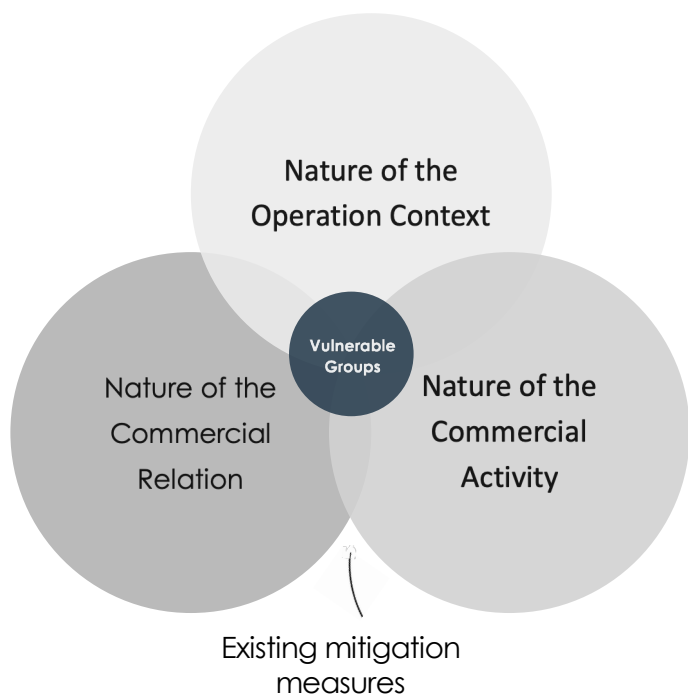 Nature of the
Operation Context
Vulnerable
Groups
Nature of the
Commercial
Relation
Nature of the
Commercial
Activity
Existing mitigation
measures